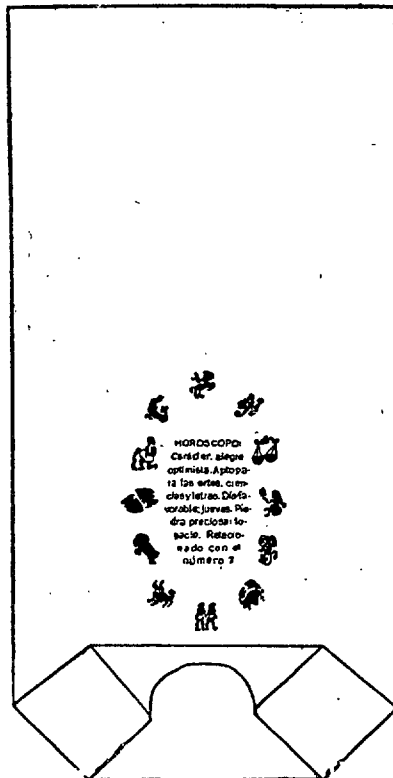 HOROSCOPO:
Carácter, alegre
optimista. Apto pa-
ra las artes, cien-
cias y letras. Día fa-
vorable; jueves. Pie-
dra preciosa: to-
pacio. Relacio-
nado con el
número 7